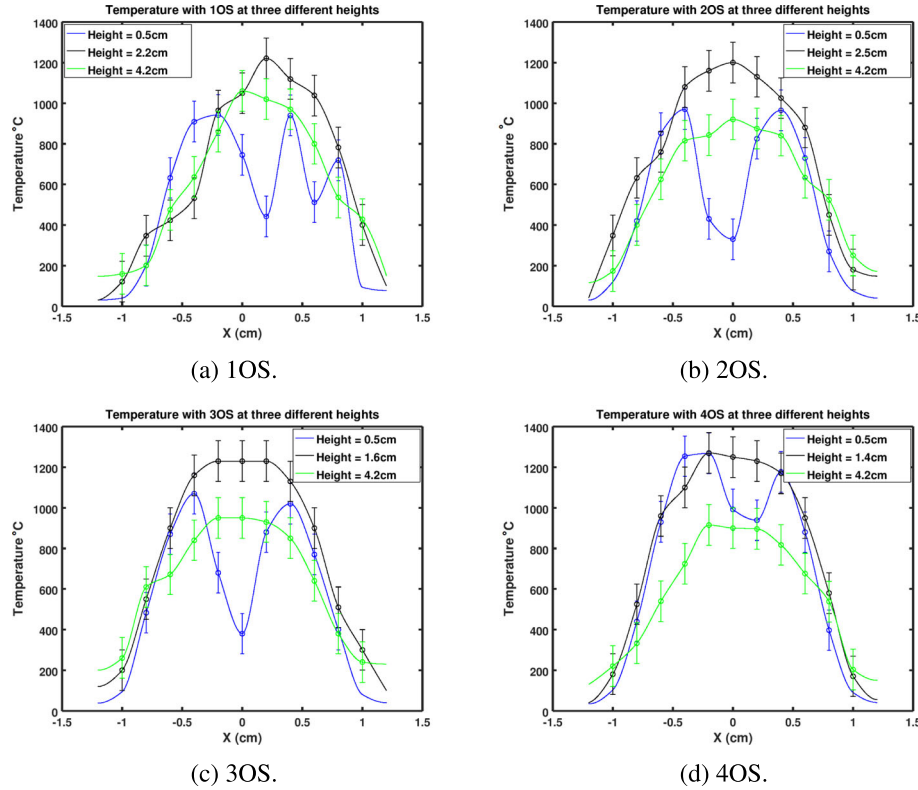 Temperature with 1OS at three different heights
Height = 0.5cm
Height = 2.2cm
Height = 4.2cm
Temperature °C
1400
1200
1000
800
600
400
200
0
-1.5 -1 -0.5 0 0.5 1 1.5
X (cm)
(a) 1OS.
Temperature with 2OS at three different heights
Height = 0.5cm
Height = 2.5cm
Height = 4.2cm
Temperature °C
1400
1200
1000
800
600
400
200
0
-1.5 -1 -0.5 0 0.5 1 1.5
X (cm)
(b) 2OS.
Temperature with 3OS at three different heights
Height = 0.5cm
Height = 1.6cm
Height = 4.2cm
Temperature °C
1400
1200
1000
800
600
400
200
0
-1.5 -1 -0.5 0 0.5 1 1.5
X (cm)
(c) 3OS.
Temperature with 4OS at three different heights
Height = 0.5cm
Height = 1.4cm
Height = 4.2cm
Temperature °C
1400
1200
1000
800
600
400
200
0
-1.5 -1 -0.5 0 0.5 1 1.5
X (cm)
(d) 4OS.